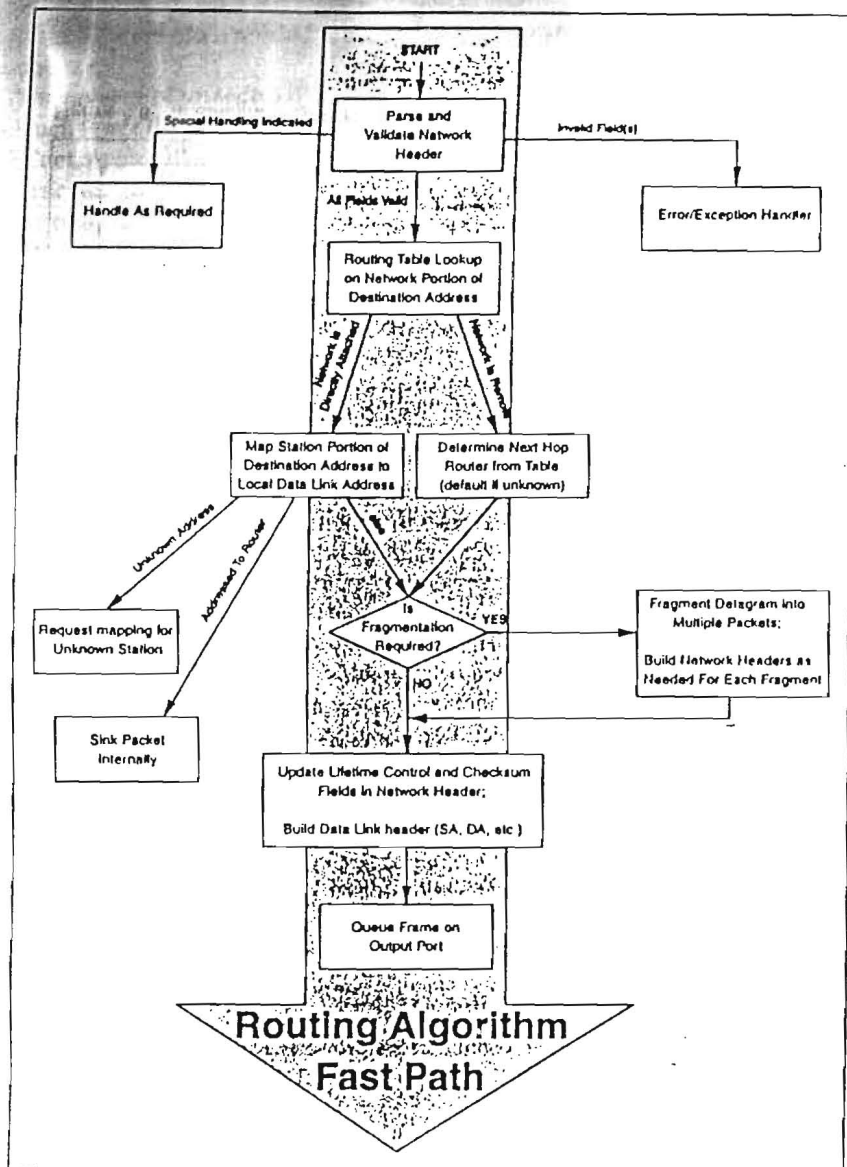 START
Parse and
Validate Network
Header
Special Handling Indicated
Invalid Field(s)
Handle As Required
All Fields Valid
Error/Exception Handler
Routing Table Lookup
on Network Portion of
Destination Address
Network is
Directly Attached
Network is Remote
Map Station Portion of
Destination Address to
Local Data Link Address
Determine Next Hop
Router from Table
(default if unknown)
Unknown Address
Addressed To Router
Is
Fragmentation
Required?
YES
NO
Request mapping for
Unknown Station
Fragment Datagram into
Multiple Packets;
Build Network Headers as
Needed For Each Fragment
Sink Packet
Internally
Update Lifetime Control and Checksum
Fields in Network Header;
Build Data Link header (SA, DA, etc.)
Queue Frame on
Output Port
Routing Algorithm
Fast Path